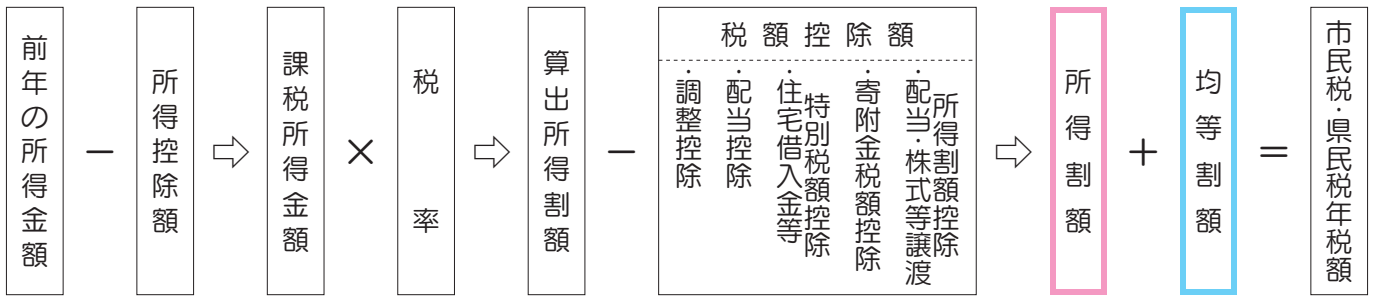 前年の所得金額
－
所得控除額
⇨
課税所得金額
×
税率
⇨
算出所得割額
－
税額控除額
・調整控除
・配当控除
・住宅借入金等
特別税額控除
・寄附金税額控除
・配当・株式等譲渡
所得割額控除
⇨
所得割額
＋
均等割額
＝
市民税・県民税年税額